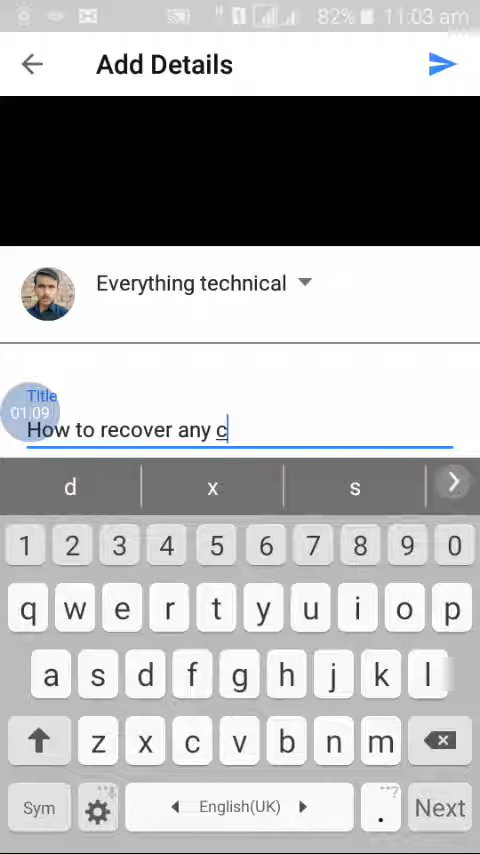 82% 11:03 am
Add Details
Everything technical
Title
01:09
How to recover any c
d x s
1 2 3 4 5 6 7 8 9 0
q w e r t y u i o p
a s d f g h j k l
z x c v b n m
Sym English(UK) . Next